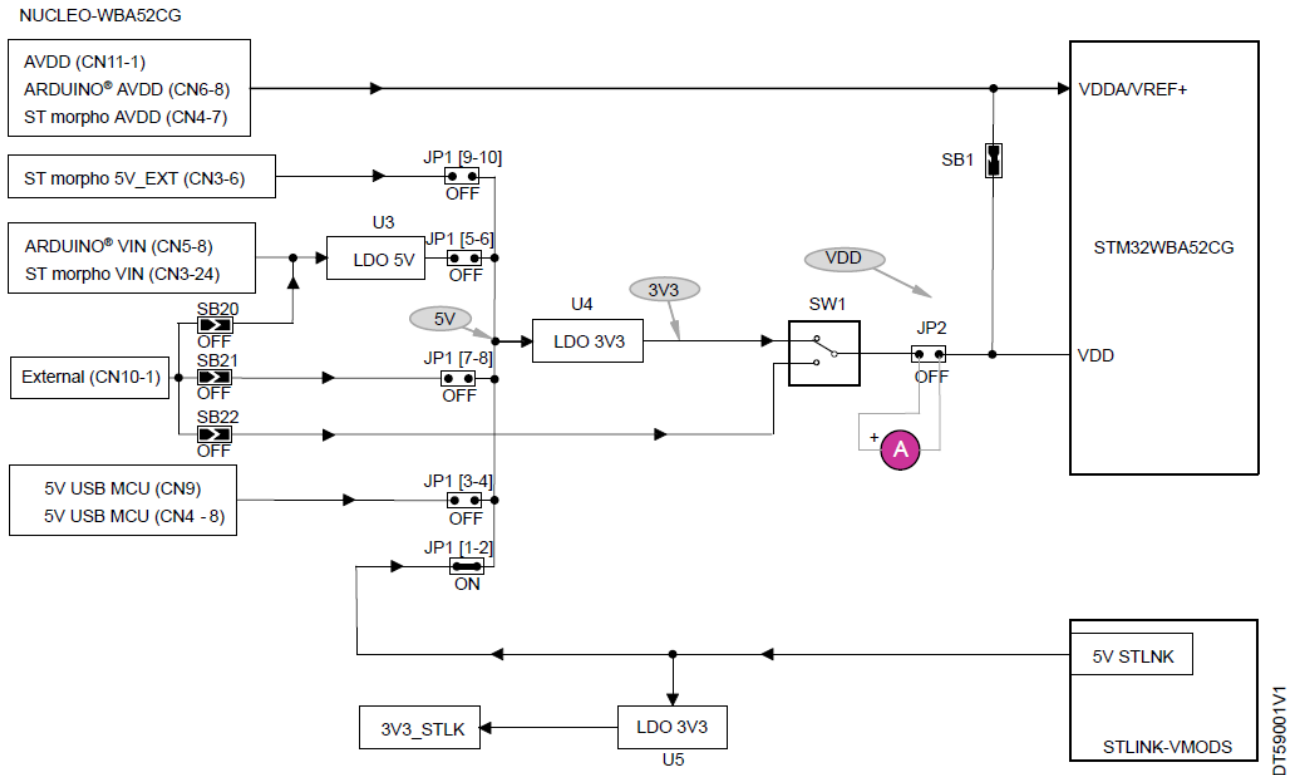 NUCLEO-WBA52CG
AVDD (CN11-1)
ARDUINO® AVDD (CN6-8)
ST morpho AVDD (CN4-7)
VDDA/VREF+
ST morpho 5V_EXT (CN3-6)
JP1 [9-10]
OFF
SB1
ARDUINO® VIN (CN5-8)
ST morpho VIN (CN3-24)
U3
LDO 5V
JP1 [5-6]
OFF
STM32WBA52CG
VDD
3V3
SB20
OFF
5V
U4
LDO 3V3
SW1
JP2
OFF
VDD
External (CN10-1)
SB21
OFF
JP1 [7-8]
OFF
SB22
OFF
+
A
5V USB MCU (CN9)
5V USB MCU (CN4 - 8)
JP1 [3-4]
OFF
JP1 [1-2]
ON
5V STLNK
3V3_STLK
LDO 3V3
U5
STLINK-VMODS
DT59001V1